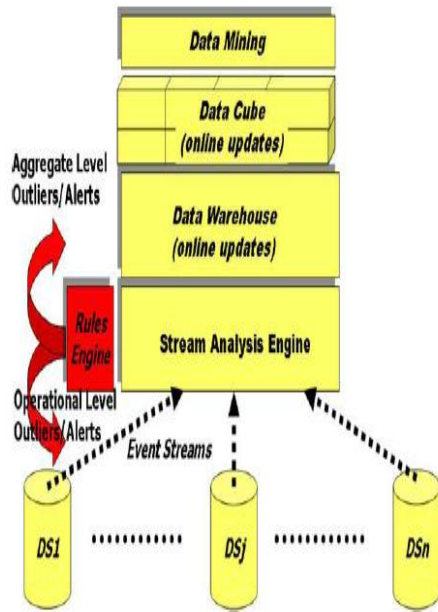 Data Mining
Data Cube
(online updates)
Aggregate Level
Outliers/Alerts
Data Warehouse
(online updates)
Rules
Engine
Stream Analysis Engine
Operational Level
Outliers/Alerts
Event Streams
DS1
DSj
DSn